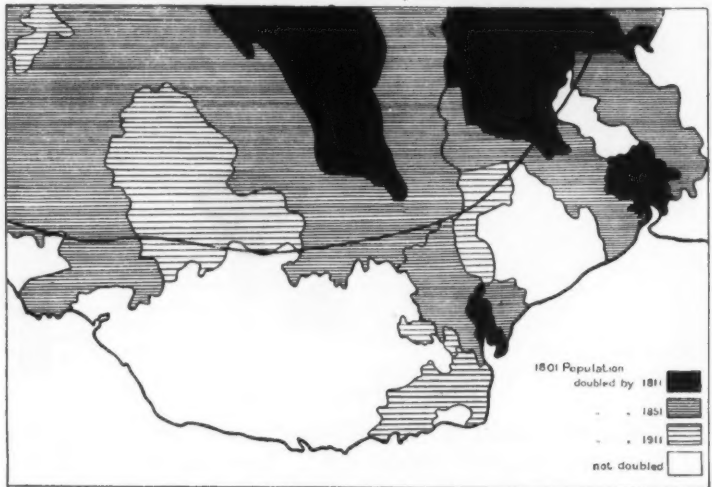 1801 Population
doubled by 1811
" " 1851
" " 1911
not doubled